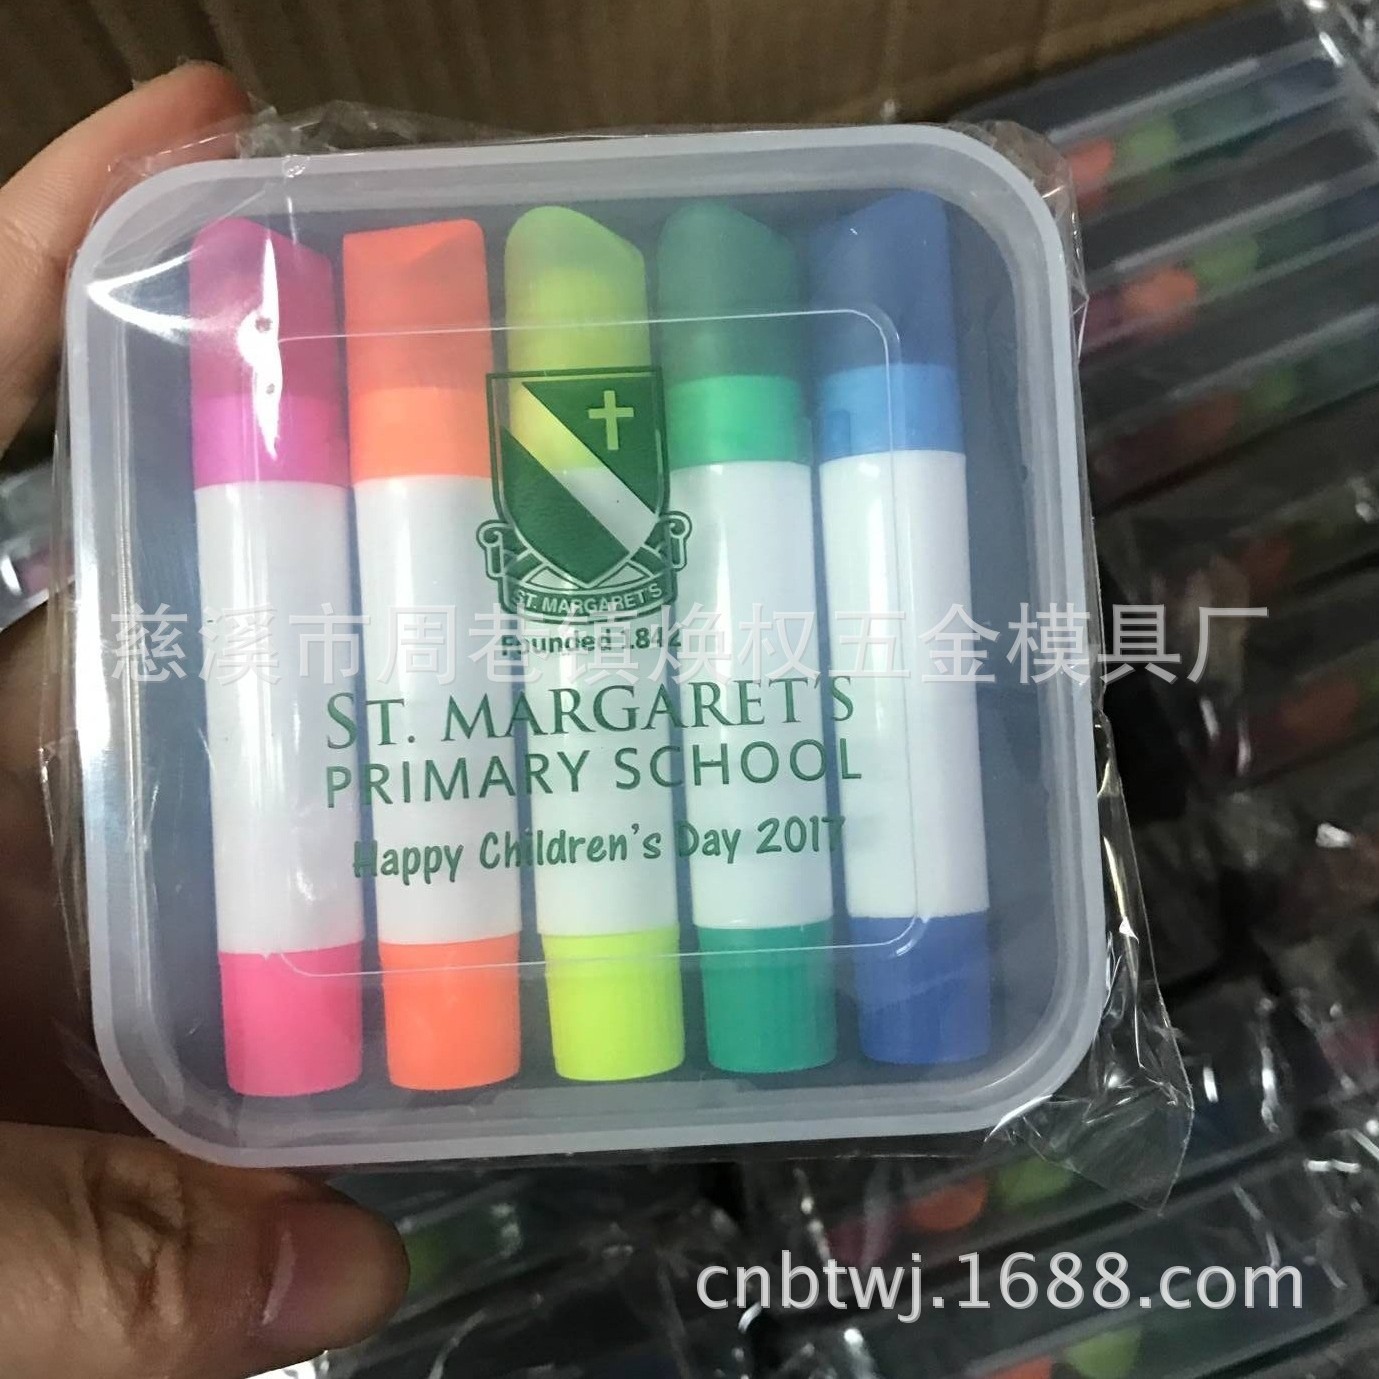 ST. MARGARET'S
Founded 1842
慈溪市周巷镇焕权五金模具厂
ST. MARGARET'S
PRIMARY SCHOOL
Happy Children's Day 2017
cnbtwj.1688.com